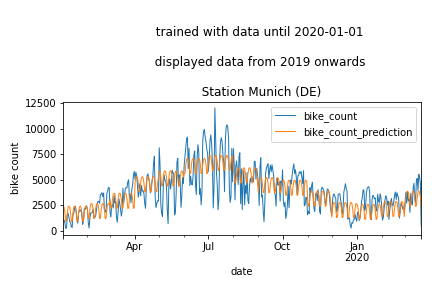 trained with data until 2020-01-01
displayed data from 2019 onwards
Station Munich (DE)
12500
10000
7500
5000
2500
0
bike count
bike_count
bike_count_prediction
Apr
Jul
Oct
Jan
2020
date